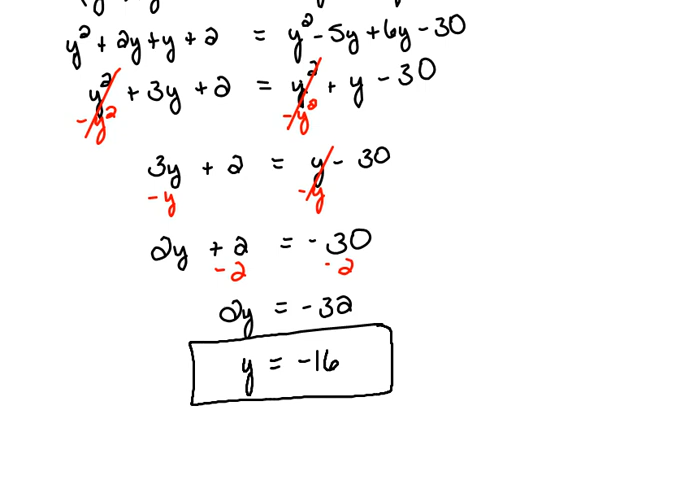 y² + 2y + y + 2 = y² - 5y + 6y - 30
y² + 3y + 2 = y² + y - 30
-y² -y²
3y + 2 = y - 30
-y -y
2y + 2 = -30
-2 -2
2y = -32
y = -16